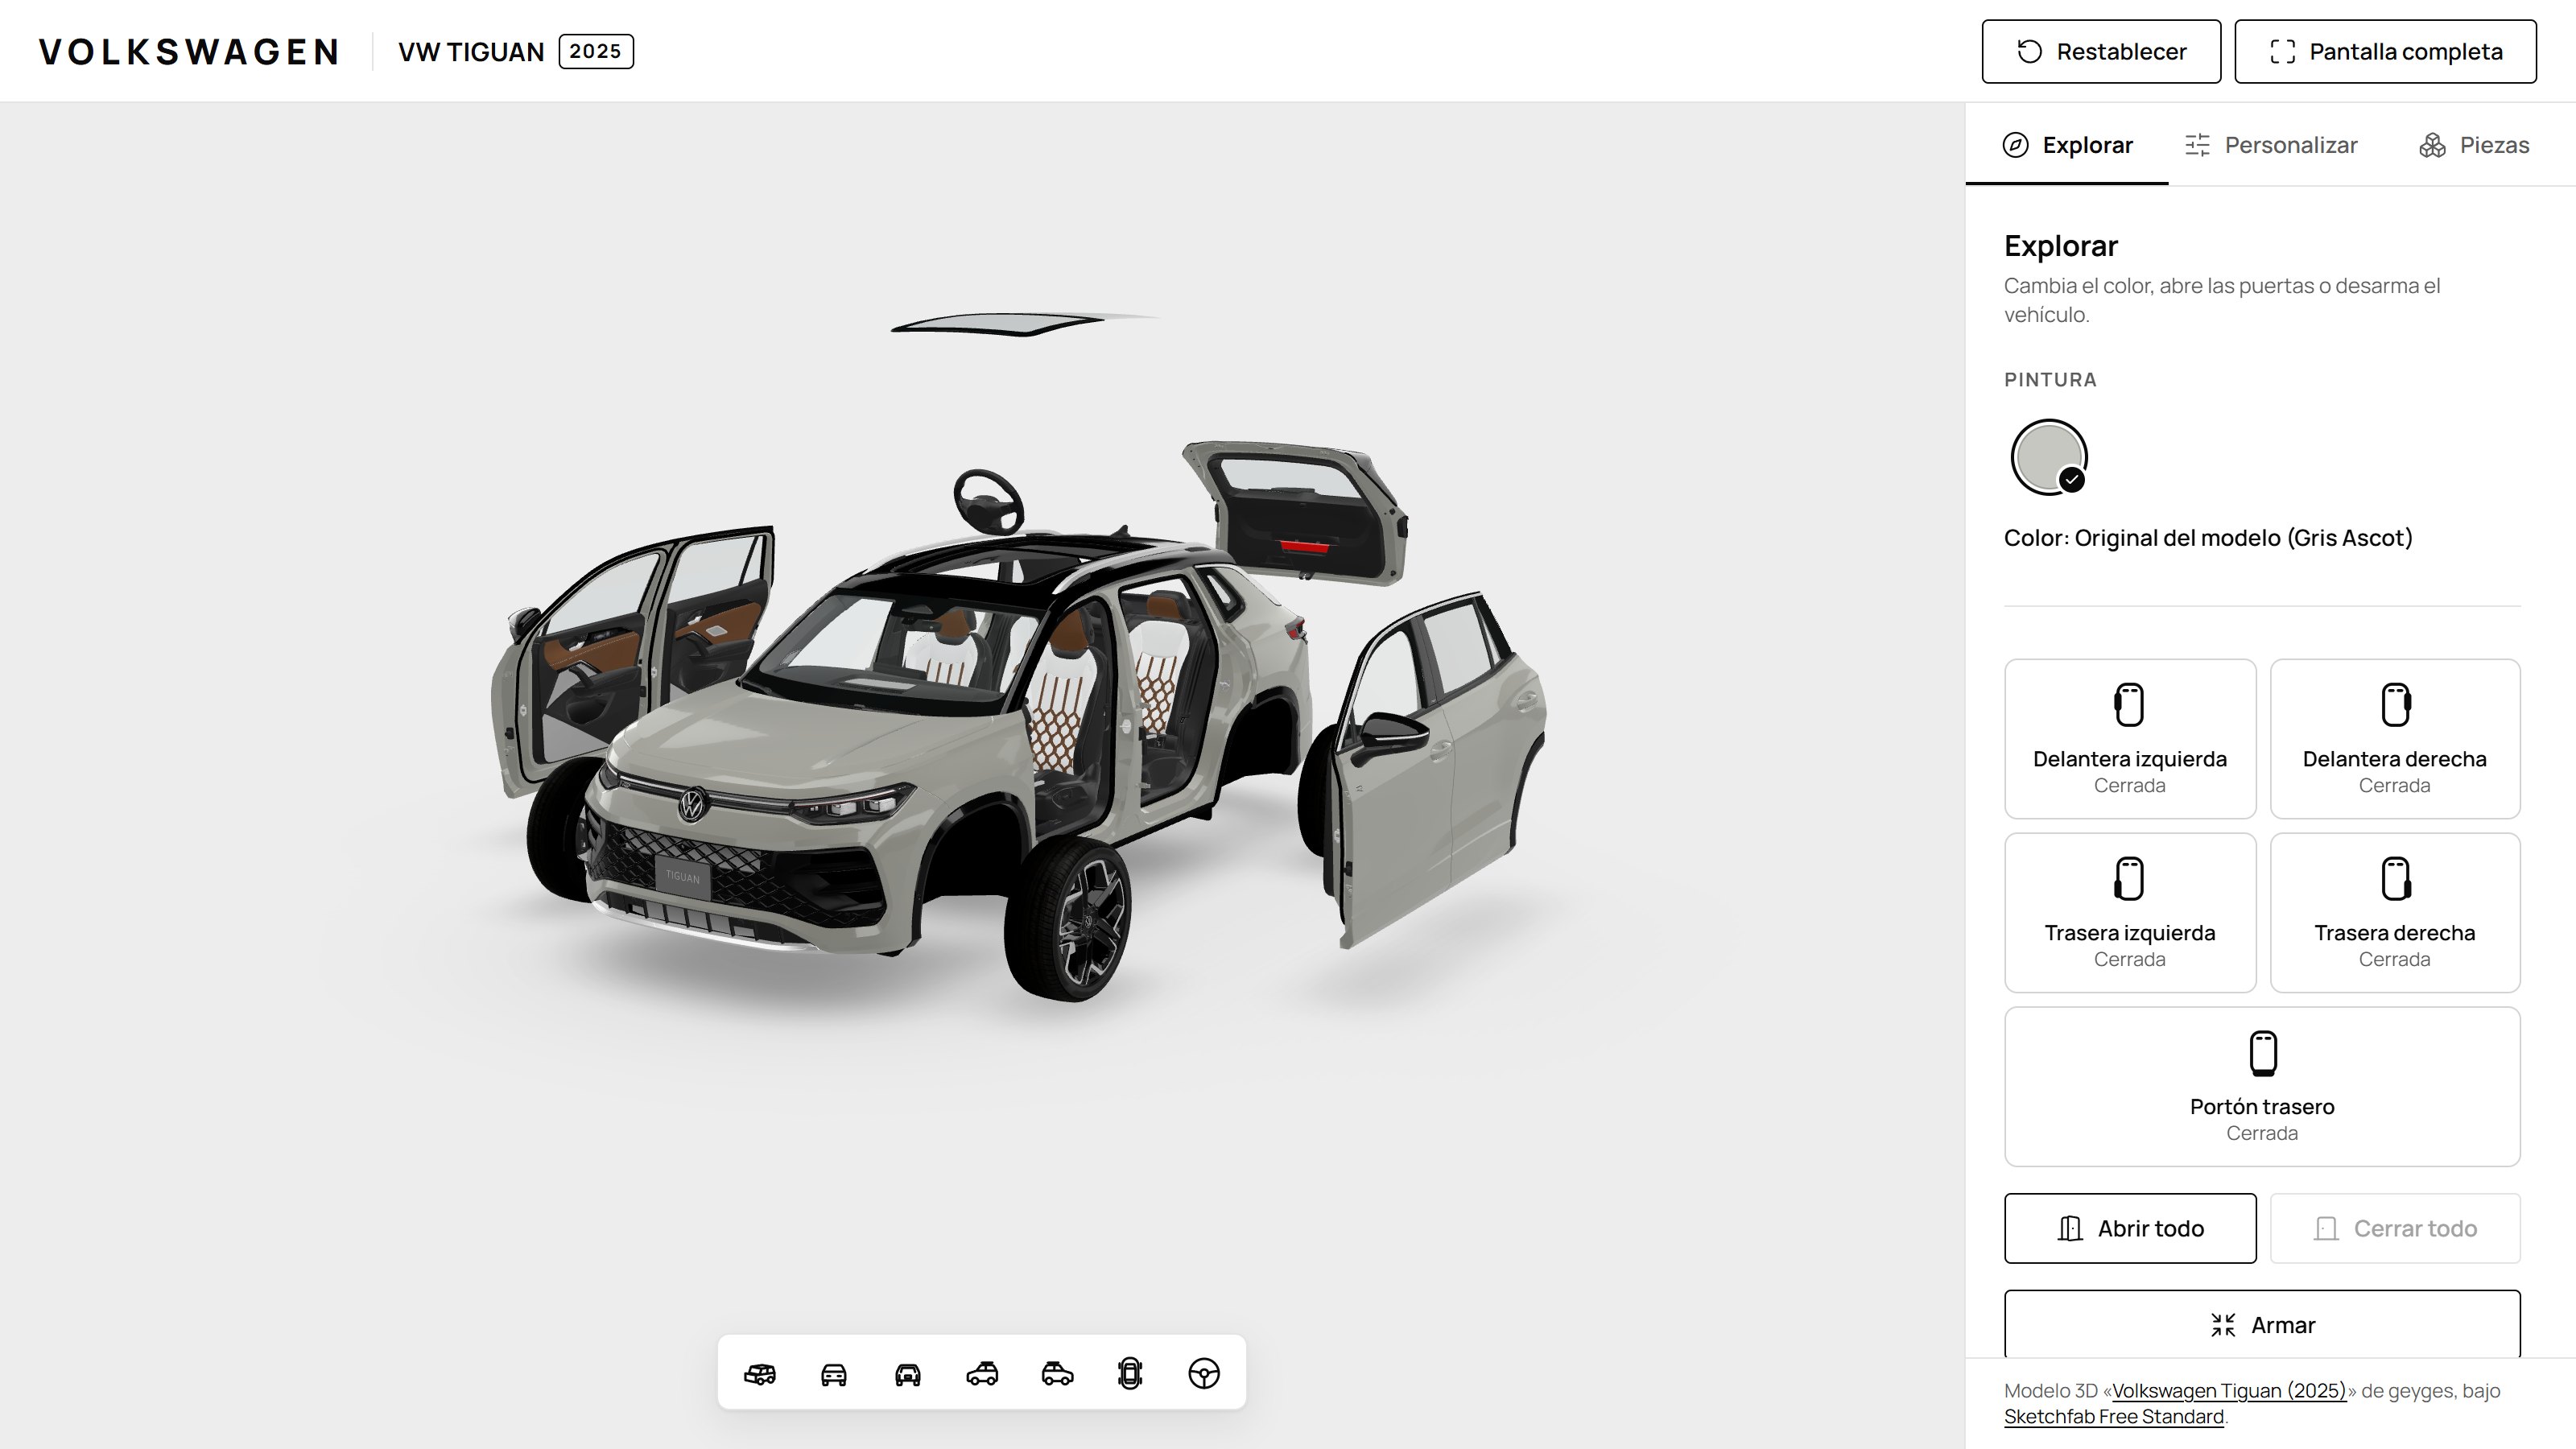 VOLKSWAGEN
VW TIGUAN
2025
Restablecer
Pantalla completa
Explorar
Personalizar
Piezas
Explorar
Cambia el color, abre las puertas o desarma el
vehículo.
PINTURA
Color: Original del modelo (Gris Ascot)
Delantera izquierda
Cerrada
Delantera derecha
Cerrada
Trasera izquierda
Cerrada
Trasera derecha
Cerrada
Portón trasero
Cerrada
Abrir todo
Cerrar todo
Armar
TIGUAN
Modelo 3D «Volkswagen Tiguan (2025)» de geyges, bajo
Sketchfab Free Standard.